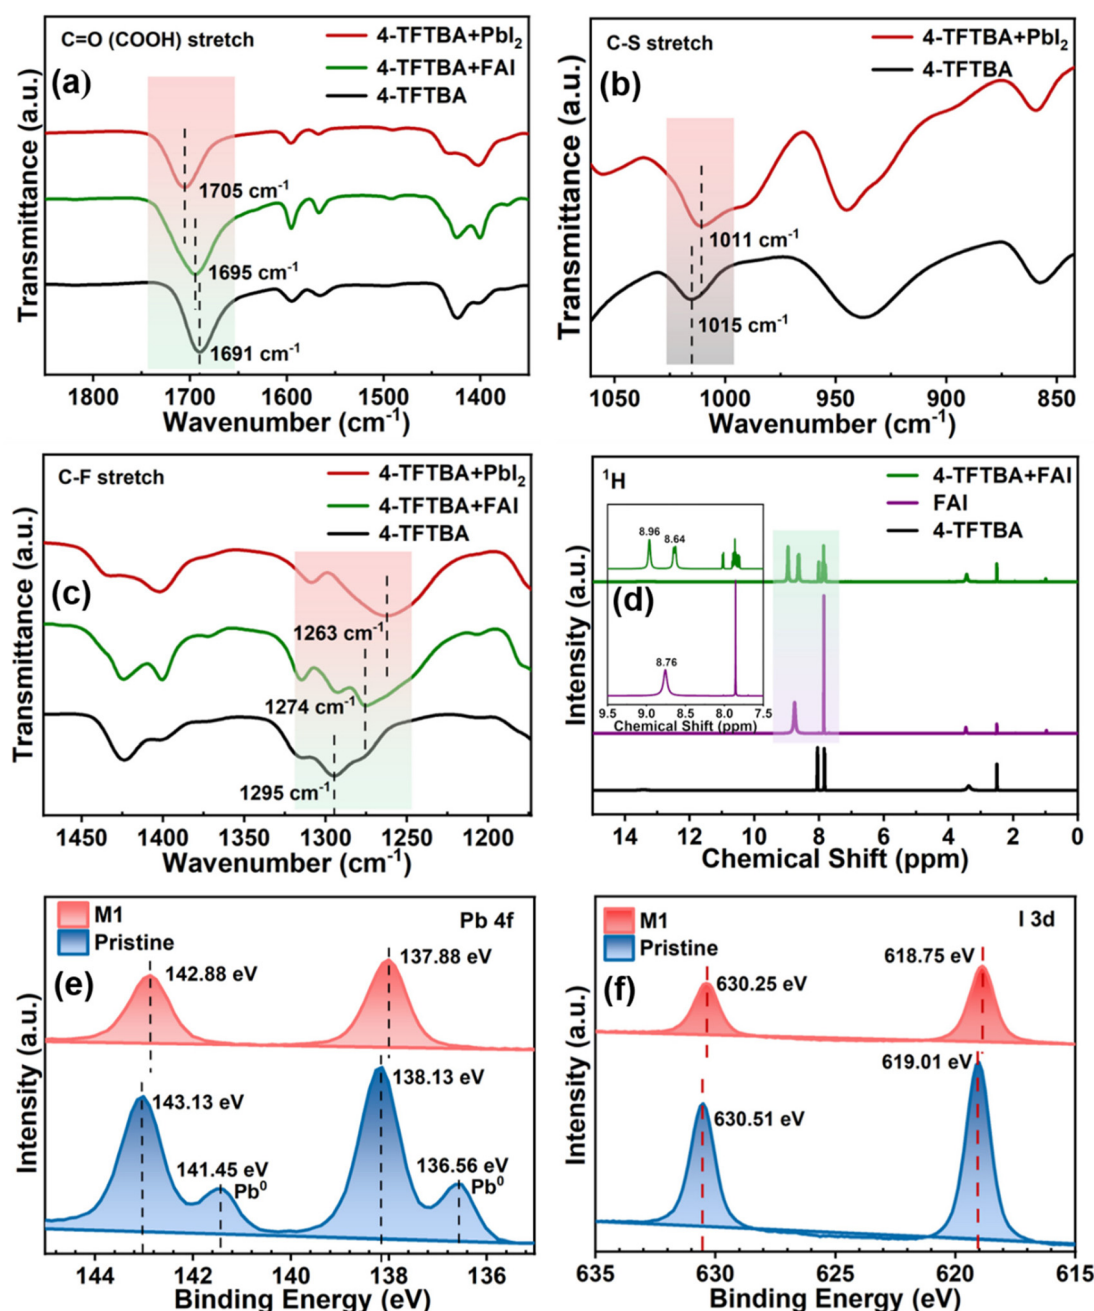 C=O (COOH) stretch
4-TFTBA+PbI₂
4-TFTBA+FAI
4-TFTBA
(a)
1705 cm⁻¹
1695 cm⁻¹
1691 cm⁻¹
Transmittance (a.u.)
1800 1700 1600 1500 1400
Wavenumber (cm⁻¹)
C-S stretch
4-TFTBA+PbI₂
4-TFTBA
(b)
1011 cm⁻¹
1015 cm⁻¹
Transmittance (a.u.)
1050 1000 950 900 850
Wavenumber (cm⁻¹)
C-F stretch
4-TFTBA+PbI₂
4-TFTBA+FAI
4-TFTBA
(c)
1263 cm⁻¹
1274 cm⁻¹
1295 cm⁻¹
Transmittance (a.u.)
1450 1400 1350 1300 1250 1200
Wavenumber (cm⁻¹)
¹H
4-TFTBA+FAI
FAI
4-TFTBA
8.96
8.64
(d)
8.76
9.5 9.0 8.5 8.0 7.5
Chemical Shift (ppm)
Intensity (a.u.)
14 12 10 8 6 4 2 0
Chemical Shift (ppm)
M1
Pristine
Pb 4f
(e)
142.88 eV
137.88 eV
143.13 eV
138.13 eV
141.45 eV
Pb⁰
136.56 eV
Pb⁰
Intensity (a.u.)
144 142 140 138 136
Binding Energy (eV)
M1
Pristine
I 3d
(f)
630.25 eV
618.75 eV
630.51 eV
619.01 eV
Intensity (a.u.)
635 630 625 620 615
Binding Energy (eV)